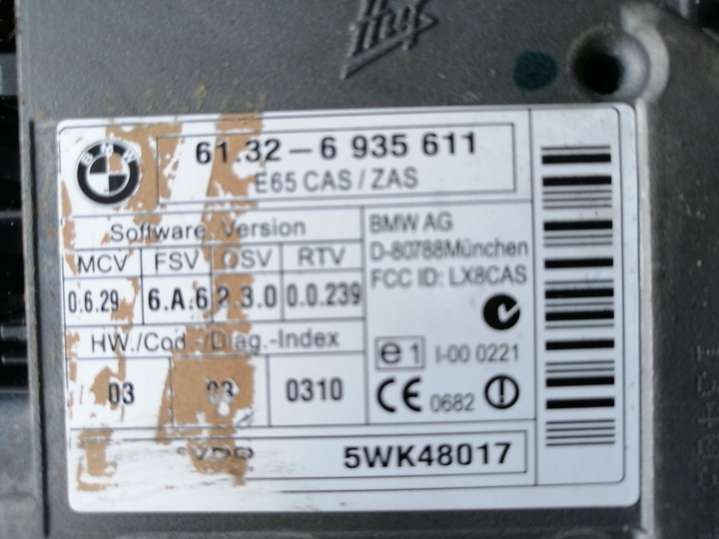 BMW
61.32-6 935 611
E65 CAS / ZAS
Software Version
MCV FSV OSV RTV
0.6.29 6.A.6 2.3.0 0.0.239
HW./Cod./Diag.-Index
03 03 0310
BMW AG
D-80788München
FCC ID: LX8CAS
e1 I-00 0221
CE 0682
VDO 5WK48017